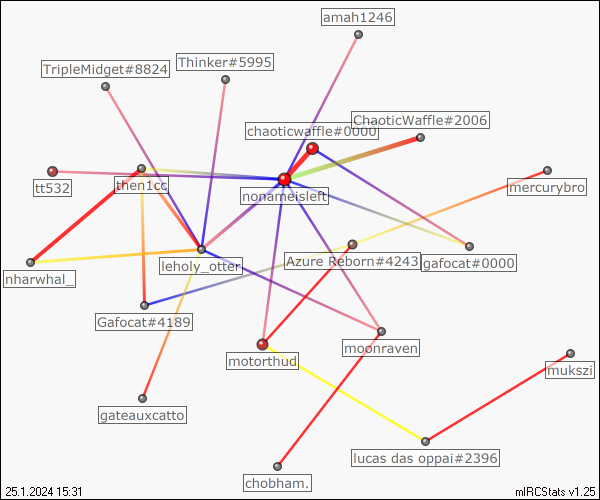 amah1246
Thinker#5995
TripleMidget#8824
ChaoticWaffle#2006
chaoticwaffle#0000
tt532
then1cc
mercurybro
nonameisleft
leholy_otter
Azure Reborn#4243
gafocat#0000
nharwhal_
Gafocat#4189
moonraven
motorthud
mukszi
gateauxcatto
lucas das oppai#2396
chobham.
25.1.2024 15:31
mIRCStats v1.25